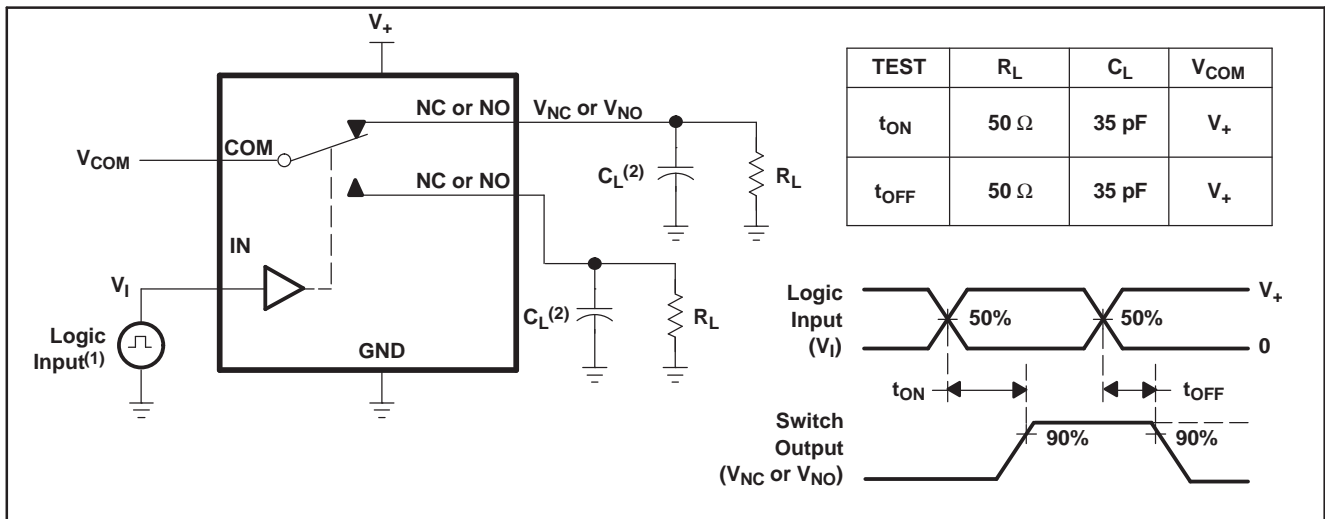 V+
NC or NO
VNC or VNO
COM
VCOM
CL(2)
RL
NC or NO
IN
VI
CL(2)
RL
Logic
Input(1)
GND
TEST RL CL VCOM
tON 50 Ω 35 pF V+
tOFF 50 Ω 35 pF V+
Logic
Input
(VI)
V+
50%
50%
0
tON
tOFF
Switch
Output
(VNC or VNO)
90%
90%